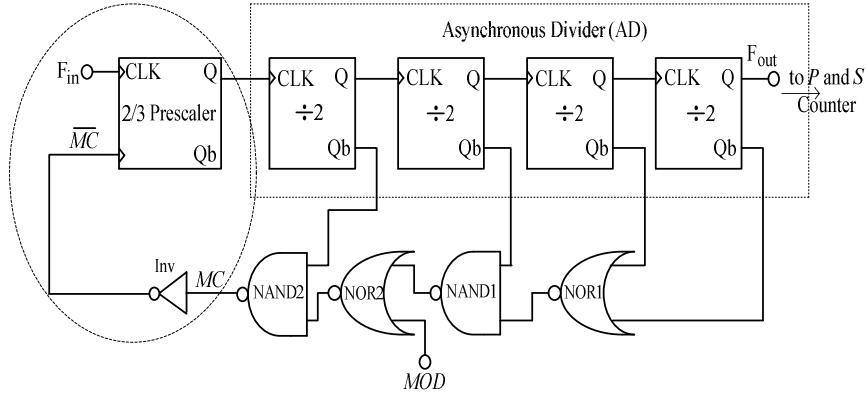 Asynchronous Divider (AD)
F_in
CLK Q
2/3 Prescaler
M̅C̅
Qb
CLK Q
÷2
Qb
CLK Q
÷2
Qb
CLK Q
÷2
Qb
CLK Q
÷2
Qb
F_out
to P and S
Counter
Inv
MC
NAND2
NOR2
NAND1
NOR1
MOD